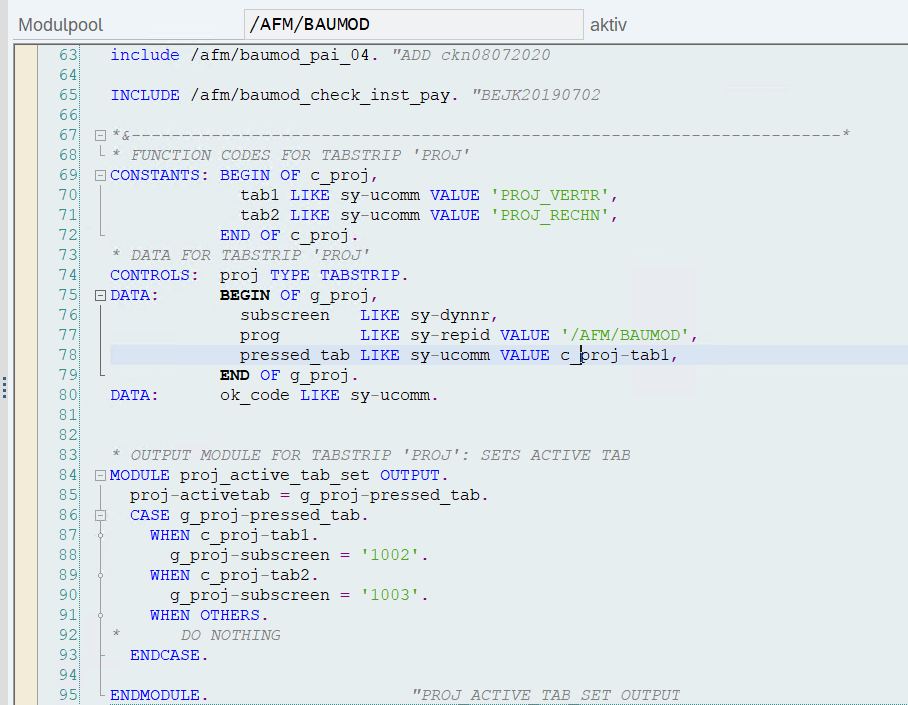 Modulpool /AFM/BAUMOD aktiv
63 include /afm/baumod_pai_04. "ADD ckn08072020
64
65 INCLUDE /afm/baumod_check_inst_pay. "BEJK20190702
66
67 *&---------------------------------------------------------------------*
68 * FUNCTION CODES FOR TABSTRIP 'PROJ'
69 CONSTANTS: BEGIN OF c_proj,
70 tab1 LIKE sy-ucomm VALUE 'PROJ_VERTR',
71 tab2 LIKE sy-ucomm VALUE 'PROJ_RECHN',
72 END OF c_proj.
73 * DATA FOR TABSTRIP 'PROJ'
74 CONTROLS: proj TYPE TABSTRIP.
75 DATA: BEGIN OF g_proj,
76 subscreen LIKE sy-dynnr,
77 prog LIKE sy-repid VALUE '/AFM/BAUMOD',
78 pressed_tab LIKE sy-ucomm VALUE c_proj-tab1,
79 END OF g_proj.
80 DATA: ok_code LIKE sy-ucomm.
81
82
83 * OUTPUT MODULE FOR TABSTRIP 'PROJ': SETS ACTIVE TAB
84 MODULE proj_active_tab_set OUTPUT.
85 proj-activetab = g_proj-pressed_tab.
86 CASE g_proj-pressed_tab.
87 WHEN c_proj-tab1.
88 g_proj-subscreen = '1002'.
89 WHEN c_proj-tab2.
90 g_proj-subscreen = '1003'.
91 WHEN OTHERS.
92 * DO NOTHING
93 ENDCASE.
94
95 ENDMODULE. "PROJ_ACTIVE_TAB_SET OUTPUT